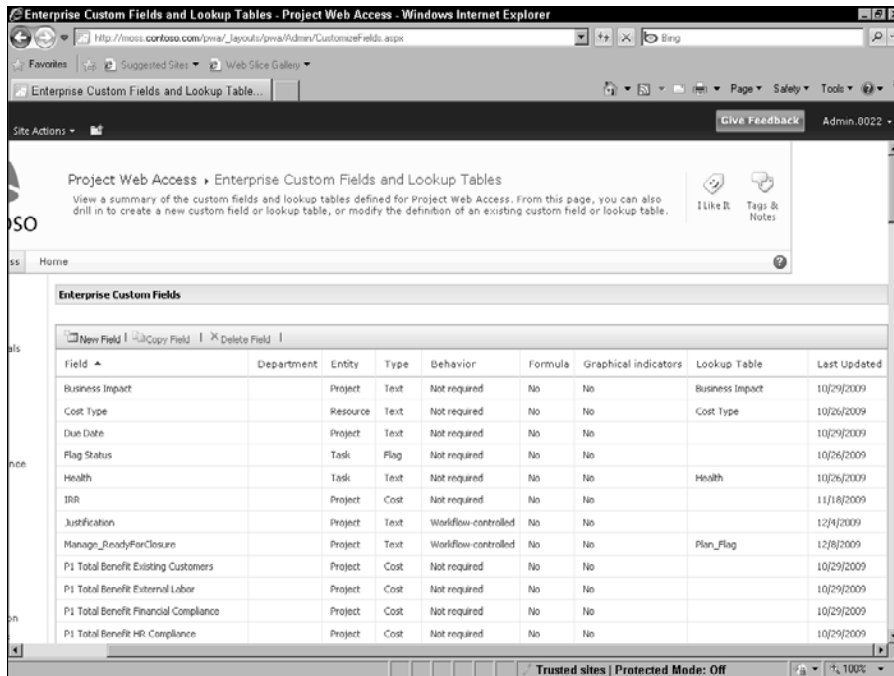 Enterprise Custom Fields and Lookup Tables - Project Web Access - Windows Internet Explorer
http://moss.contoso.com/pwa/_layouts/pwa/Admin/CustomizeFields.aspx
Bing
Favorites Suggested Sites Web Slice Gallery
Enterprise Custom Fields and Lookup Table...
Page Safety Tools
Site Actions
Give Feedback
Admin.8022
Project Web Access Enterprise Custom Fields and Lookup Tables
View a summary of the custom fields and lookup tables defined for Project Web Access. From this page, you can also
drill in to create a new custom field or lookup table, or modify the definition of an existing custom field or lookup table.
I Like It
Tags &
Notes
OSO
ss Home
Enterprise Custom Fields
New Field | Copy Field | Delete Field |
als
Field Department Entity Type Behavior Formula Graphical indicators Lookup Table Last Updated
Business Impact Project Text Not required No No Business Impact 10/29/2009
Cost Type Resource Text Not required No No Cost Type 10/26/2009
Due Date Project Text Not required No No 10/29/2009
Flag Status Task Flag Not required No No 10/26/2009
nce
Health Task Text Not required No No Health 10/26/2009
IRR Project Cost Not required No No 11/18/2009
Justification Project Text Workflow-controlled No No 12/4/2009
Manage_ReadyForClosure Project Text Workflow-controlled No No Plan_Flag 12/8/2009
P1 Total Benefit Existing Customers Project Cost Not required No No 10/29/2009
P1 Total Benefit External Labor Project Cost Not required No No 10/29/2009
P1 Total Benefit Financial Compliance Project Cost Not required No No 10/29/2009
on
P1 Total Benefit HR Compliance Project Cost Not required No No 10/29/2009
Trusted sites | Protected Mode: Off
100%